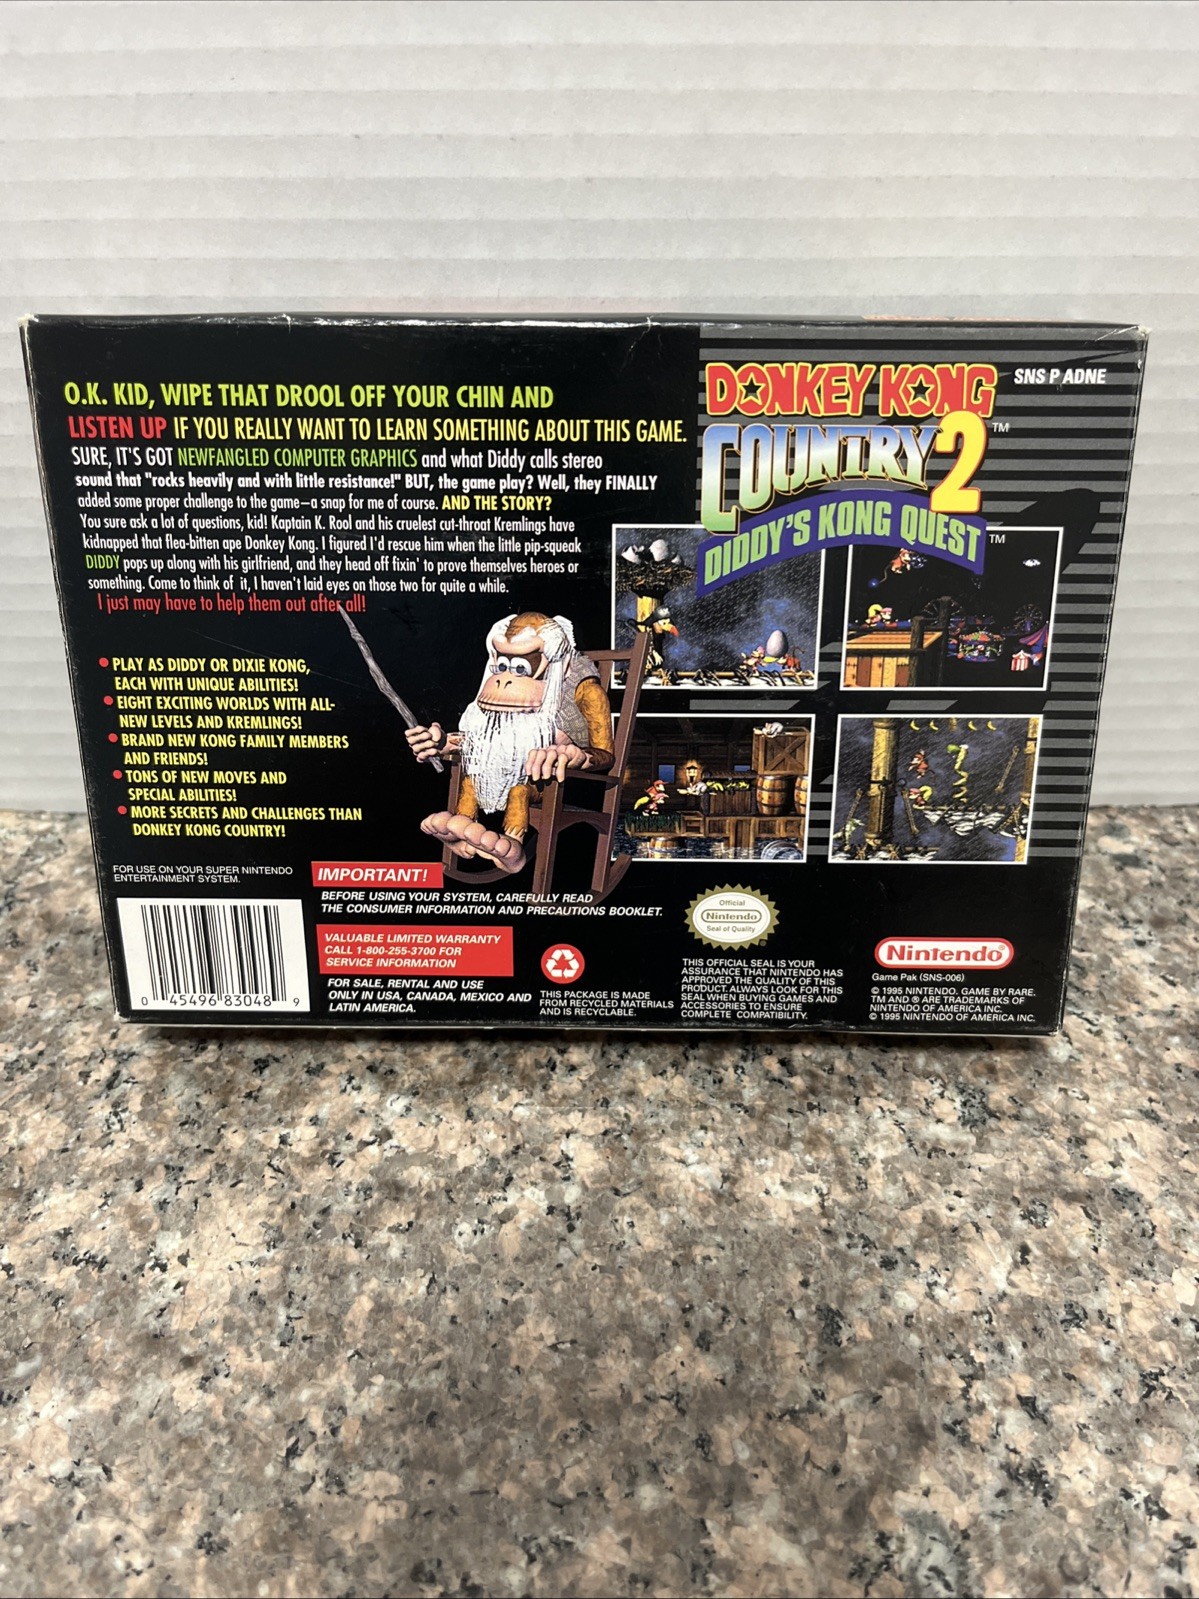 O.K. KID, WIPE THAT DROOL OFF YOUR CHIN AND
LISTEN UP IF YOU REALLY WANT TO LEARN SOMETHING ABOUT THIS GAME.
SURE, IT'S GOT NEWFANGLED COMPUTER GRAPHICS and what Diddy calls stereo
sound that "rocks heavily and with little resistance!" BUT, the game play? Well, they FINALLY
added some proper challenge to the game—a snap for me of course. AND THE STORY?
You sure ask a lot of questions, kid! Kaptain K. Rool and his cruelest cut-throat Kremlings have
kidnapped that flea-bitten ape Donkey Kong. I figured I'd rescue him when the little pip-squeak
DIDDY pops up along with his girlfriend, and they head off fixin' to prove themselves heroes or
something. Come to think of it, I haven't laid eyes on those two for quite a while.
I just may have to help them out after all!
• PLAY AS DIDDY OR DIXIE KONG,
EACH WITH UNIQUE ABILITIES!
• EIGHT EXCITING WORLDS WITH ALL-
NEW LEVELS AND KREMLINGS!
• BRAND NEW KONG FAMILY MEMBERS
AND FRIENDS!
• TONS OF NEW MOVES AND
SPECIAL ABILITIES!
• MORE SECRETS AND CHALLENGES THAN
DONKEY KONG COUNTRY!
FOR USE ON YOUR SUPER NINTENDO
ENTERTAINMENT SYSTEM.
0 45496 83048 9
IMPORTANT!
BEFORE USING YOUR SYSTEM, CAREFULLY READ
THE CONSUMER INFORMATION AND PRECAUTIONS BOOKLET.
VALUABLE LIMITED WARRANTY
CALL 1-800-255-3700 FOR
SERVICE INFORMATION
FOR SALE, RENTAL AND USE
ONLY IN USA, CANADA, MEXICO AND
LATIN AMERICA.
THIS PACKAGE IS MADE
FROM RECYCLED MATERIALS
AND IS RECYCLABLE.
DONKEY KONG
COUNTRY 2 ™
DIDDY'S KONG QUEST ™
SNS P ADNE
Official
Nintendo
Seal of Quality
THIS OFFICIAL SEAL IS YOUR
ASSURANCE THAT NINTENDO HAS
APPROVED THE QUALITY OF THIS
PRODUCT. ALWAYS LOOK FOR THIS
SEAL WHEN BUYING GAMES AND
ACCESSORIES TO ENSURE
COMPLETE COMPATIBILITY.
Nintendo®
Game Pak (SNS-006)
© 1995 NINTENDO. GAME BY RARE.
TM AND ® ARE TRADEMARKS OF
NINTENDO OF AMERICA INC.
© 1995 NINTENDO OF AMERICA INC.